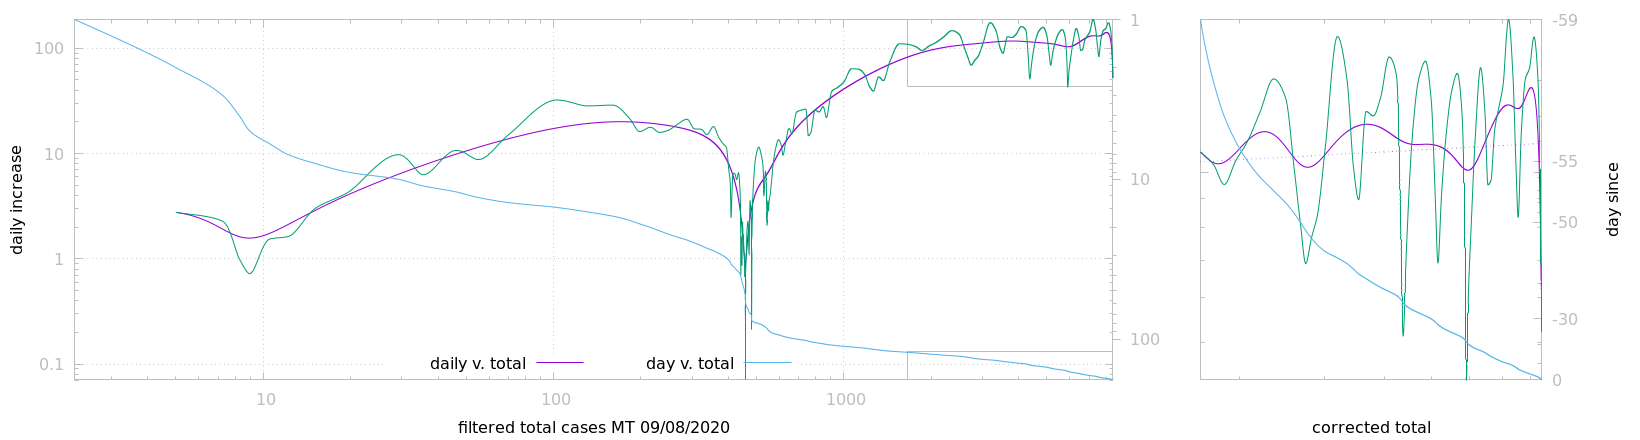 100
10
1
0.1
daily increase
10
100
1000
filtered total cases MT 09/08/2020
daily v. total
day v. total
1
10
100
-59
-55
-50
-30
0
day since
corrected total